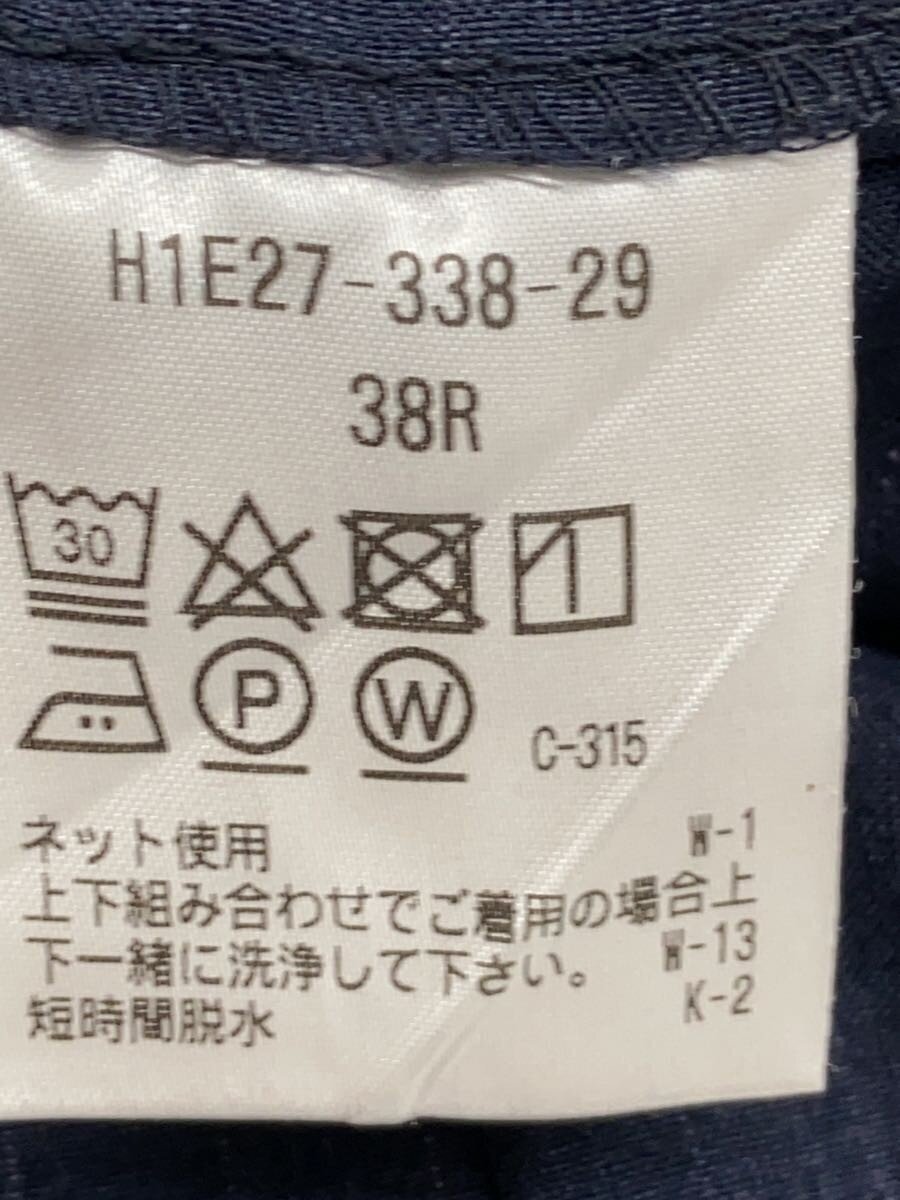 H1E27-338-29
38R
30
P W C-315
ネット使用 W-1
上下組み合わせでご着用の場合上
下一緒に洗浄して下さい。 W-13
短時間脱水 K-2